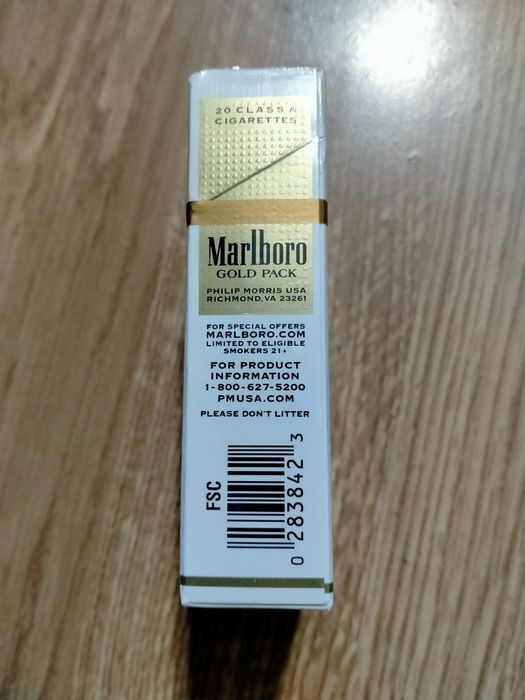 20 CLASS A
CIGARETTES
Marlboro
GOLD PACK
PHILIP MORRIS USA
RICHMOND, VA 23261
FOR SPECIAL OFFERS
MARLBORO.COM
LIMITED TO ELIGIBLE
SMOKERS 21+
FOR PRODUCT
INFORMATION
1-800-627-5200
PMUSA.COM
PLEASE DON'T LITTER
FSC
0 283842 3